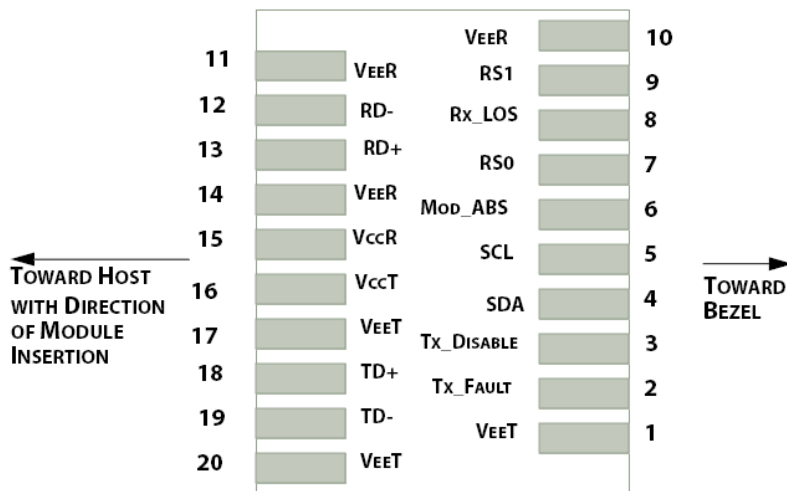 11 VEER
12 RD-
13 RD+
14 VEER
15 VCCR
16 VCCT
17 VEET
18 TD+
19 TD-
20 VEET
VEER 10
RS1 9
RX_LOS 8
RS0 7
MOD_ABS 6
SCL 5
SDA 4
TX_DISABLE 3
TX_FAULT 2
VEET 1
TOWARD HOST
WITH DIRECTION
OF MODULE
INSERTION
TOWARD
BEZEL